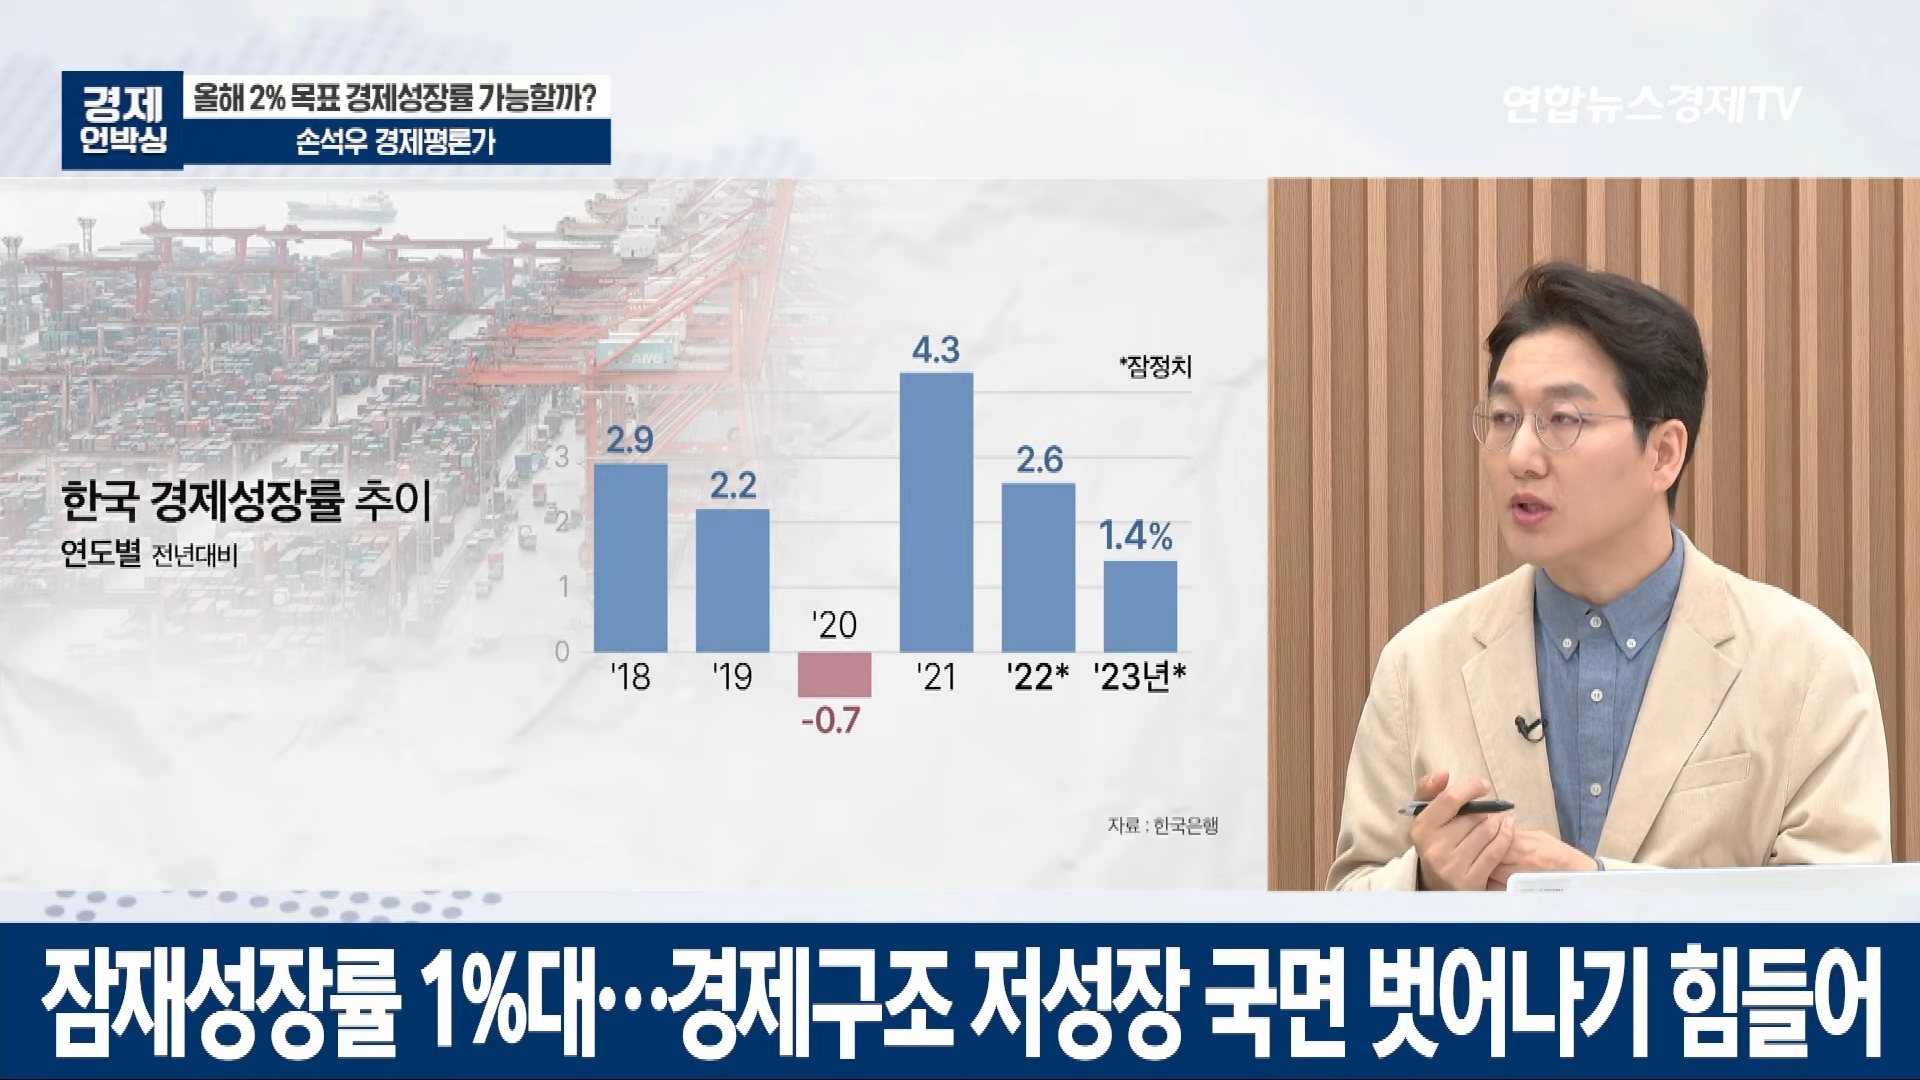 경제
언박싱
올해 2% 목표 경제성장률 가능할까?
손석우 경제평론가
연합뉴스경제TV
한국 경제성장률 추이
연도별 전년대비
*잠정치
3
2
1
0
2.9
2.2
-0.7
4.3
2.6
1.4%
'18
'19
'20
'21
'22*
'23년*
자료 : 한국은행
잠재성장률 1%대…경제구조 저성장 국면 벗어나기 힘들어